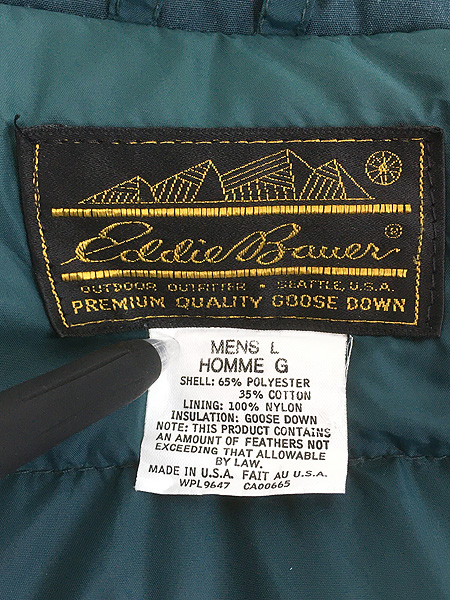 Eddie Bauer®
OUTDOOR OUTFITTER · SEATTLE, U.S.A.
PREMIUM QUALITY GOOSE DOWN
MENS L
HOMME G
SHELL: 65% POLYESTER
35% COTTON
LINING: 100% NYLON
INSULATION: GOOSE DOWN
NOTE: THIS PRODUCT CONTAINS
AN AMOUNT OF FEATHERS NOT
EXCEEDING THAT ALLOWABLE
BY LAW.
MADE IN U.S.A. FAIT AU U.S.A.
WPL9647 CA00665